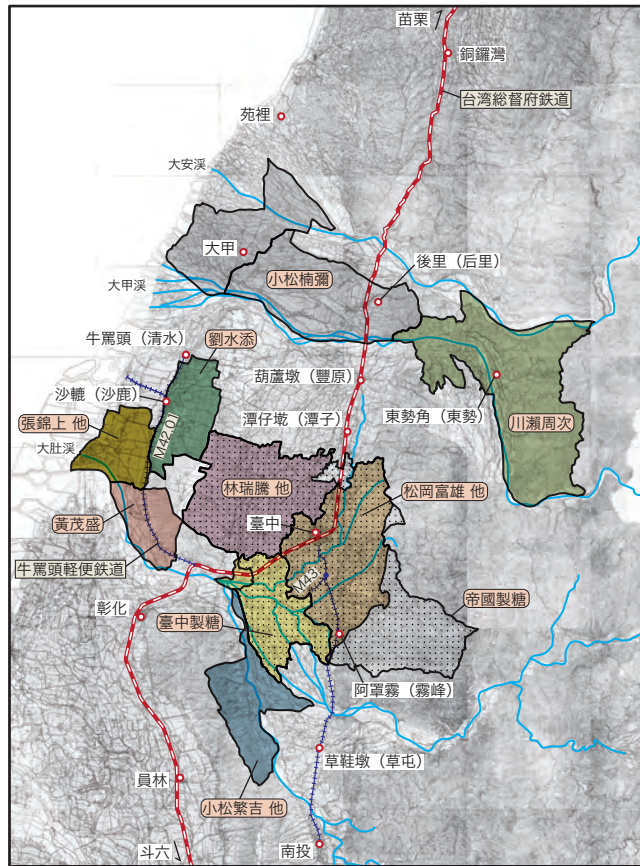 苗栗
銅鑼灣
台湾総督府鉄道
苑裡
大安渓
大甲
小松楠彌
後里（后里）
大甲渓
牛罵頭（清水）
劉水添
葫蘆墩（豐原）
沙轆（沙鹿）
東勢角（東勢）
川瀨周次
張錦上 他
M42.01
潭仔墘（潭子）
大肚渓
林瑞騰 他
松岡富雄 他
黃茂盛
臺中
牛罵頭軽便鉄道
M43
帝國製糖
彰化
臺中製糖
阿罩霧（霧峰）
草鞋墩（草屯）
員林
小松繁吉 他
斗六
南投